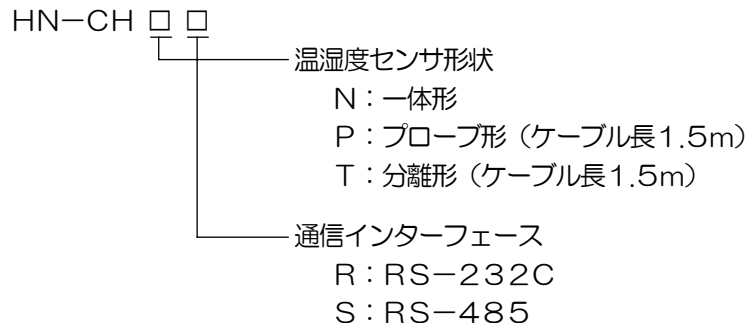 HN－CH □ □
温湿度センサ形状
N：一体形
P：プローブ形（ケーブル長1.5m）
T：分離形（ケーブル長1.5m）
通信インターフェース
R：RS－232C
S：RS－485